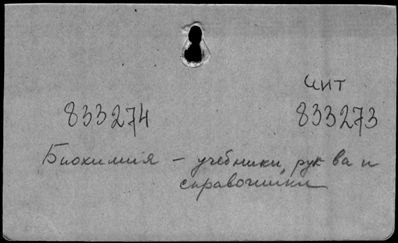 чит
833274 833273
Биохимия – учебники, рук-ва и
справочники